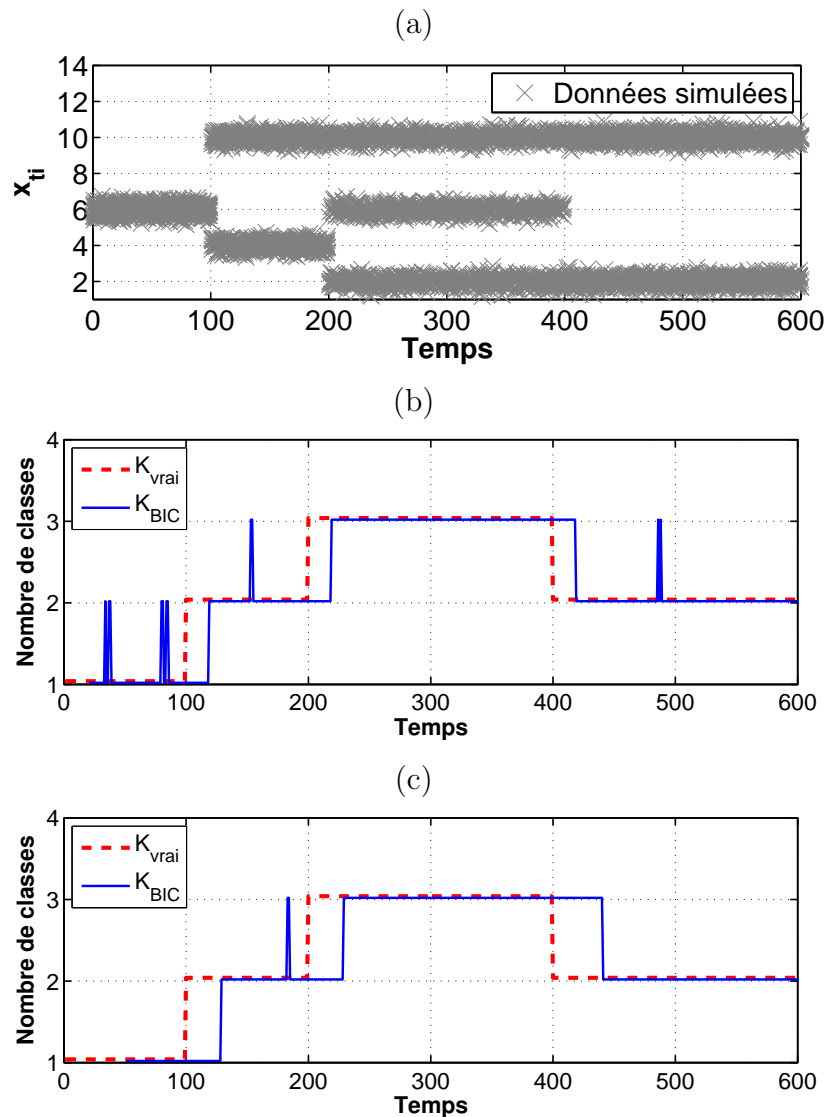 (a)
14
12
10
8
6
4
2
x_ti
Données simulées
0 100 200 300 400 500 600
Temps
(b)
4
3
2
1
Nombre de classes
K_vrai
K_BIC
0 100 200 300 400 500 600
Temps
(c)
4
3
2
1
Nombre de classes
K_vrai
K_BIC
0 100 200 300 400 500 600
Temps